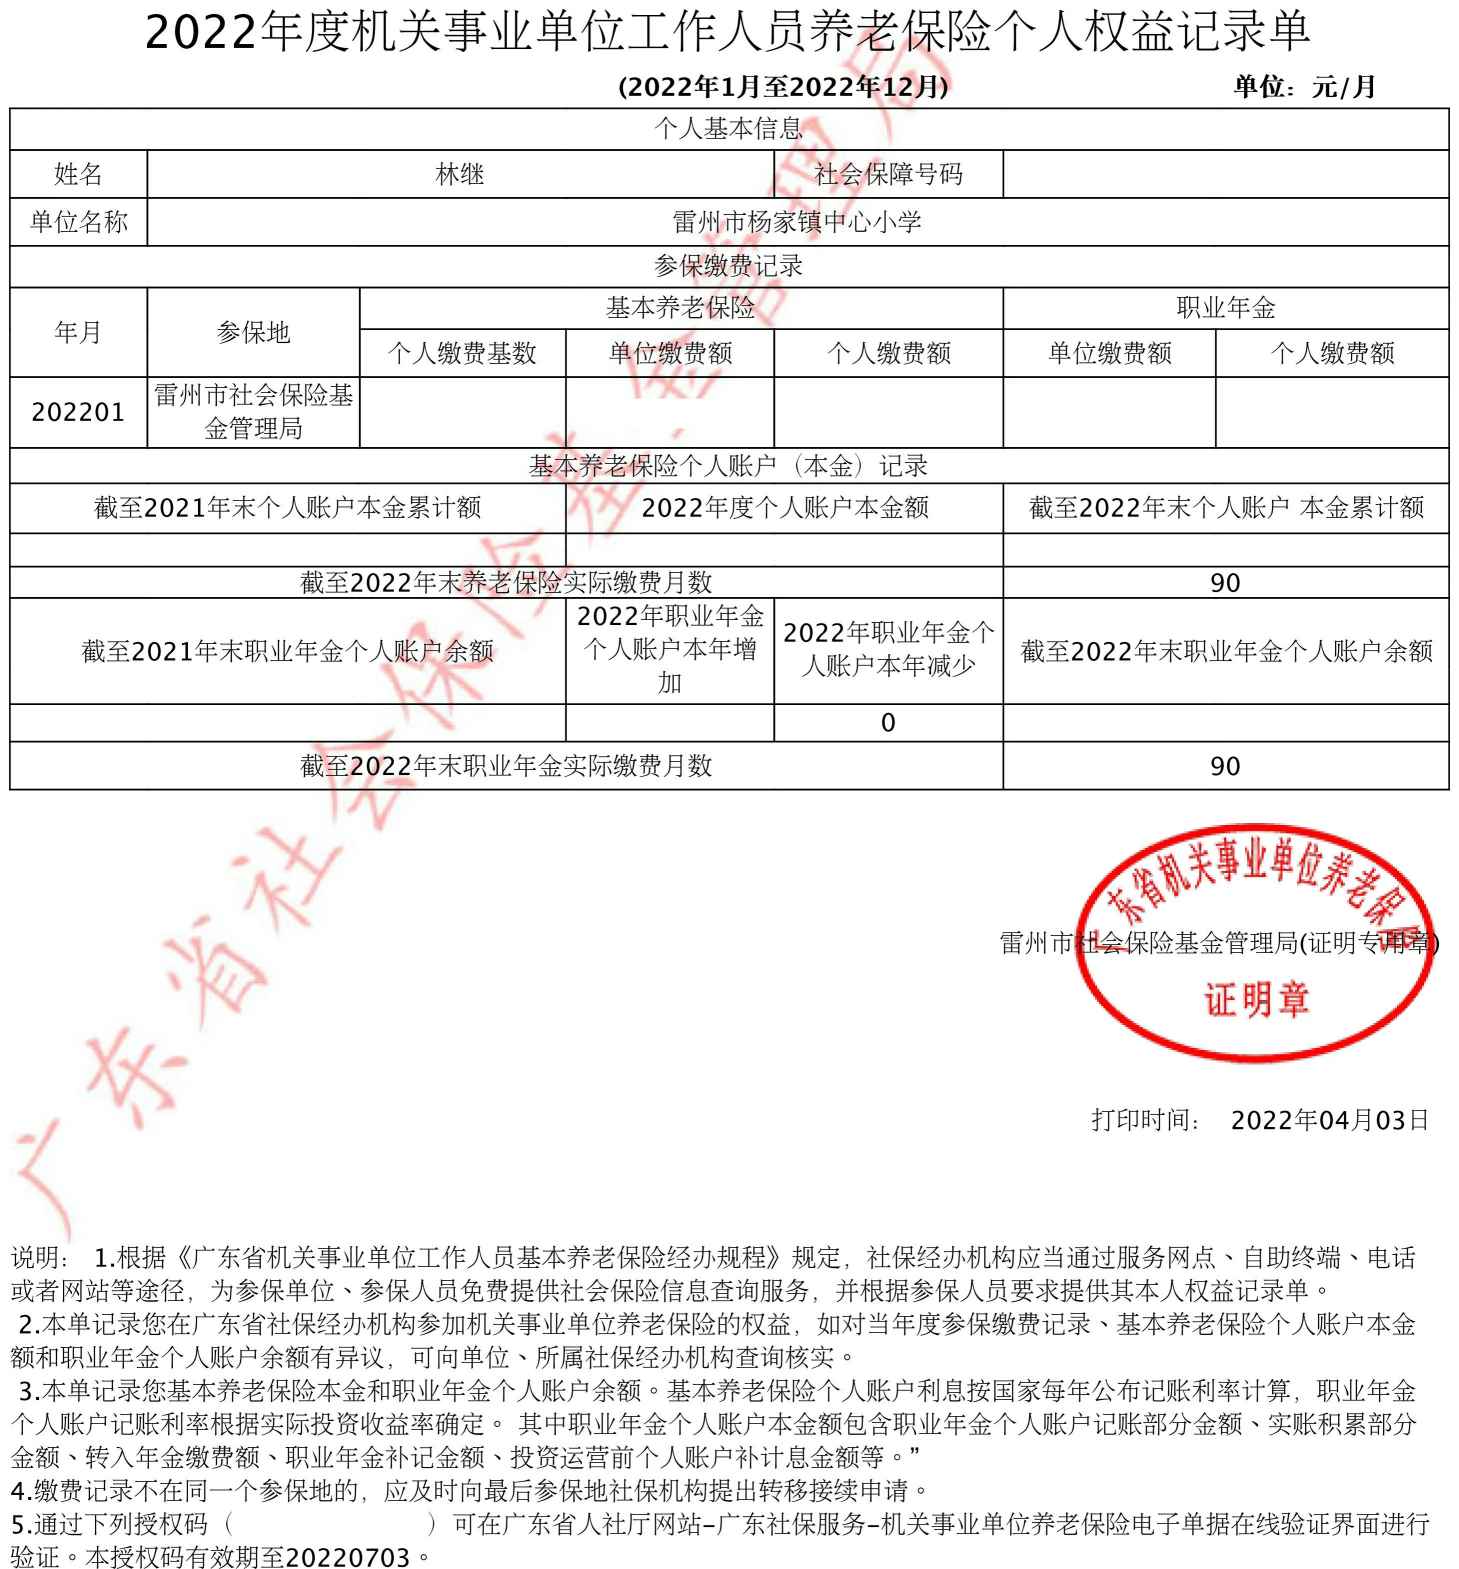 2022年度机关事业单位工作人员养老保险个人权益记录单
(2022年1月至2022年12月) 单位：元/月
个人基本信息
姓名 林继 社会保障号码
单位名称 雷州市杨家镇中心小学
参保缴费记录
年月 参保地 基本养老保险 职业年金
个人缴费基数 单位缴费额 个人缴费额 单位缴费额 个人缴费额
202201 雷州市社会保险基
金管理局
基本养老保险个人账户（本金）记录
截至2021年末个人账户本金累计额 2022年度个人账户本金额 截至2022年末个人账户 本金累计额
截至2022年末养老保险实际缴费月数 90
截至2021年末职业年金个人账户余额
2022年职业年金
个人账户本年增
加
2022年职业年金个
人账户本年减少
截至2022年末职业年金个人账户余额
0
截至2022年末职业年金实际缴费月数 90
广东省机关事业单位养老保
雷州市社会保险基金管理局(证明专用章)
证明章
打印时间： 2022年04月03日
广东省社会保险基金管理局
说明： 1.根据《广东省机关事业单位工作人员基本养老保险经办规程》规定，社保经办机构应当通过服务网点、自助终端、电话
或者网站等途径，为参保单位、参保人员免费提供社会保险信息查询服务，并根据参保人员要求提供其本人权益记录单。
2.本单记录您在广东省社保经办机构参加机关事业单位养老保险的权益，如对当年度参保缴费记录、基本养老保险个人账户本金
额和职业年金个人账户余额有异议，可向单位、所属社保经办机构查询核实。
3.本单记录您基本养老保险本金和职业年金个人账户余额。基本养老保险个人账户利息按国家每年公布记账利率计算，职业年金
个人账户记账利率根据实际投资收益率确定。 其中职业年金个人账户本金额包含职业年金个人账户记账部分金额、实账积累部分
金额、转入年金缴费额、职业年金补记金额、投资运营前个人账户补计息金额等。”
4.缴费记录不在同一个参保地的，应及时向最后参保地社保机构提出转移接续申请。
5.通过下列授权码（ ）可在广东省人社厅网站–广东社保服务–机关事业单位养老保险电子单据在线验证界面进行
验证。本授权码有效期至20220703。